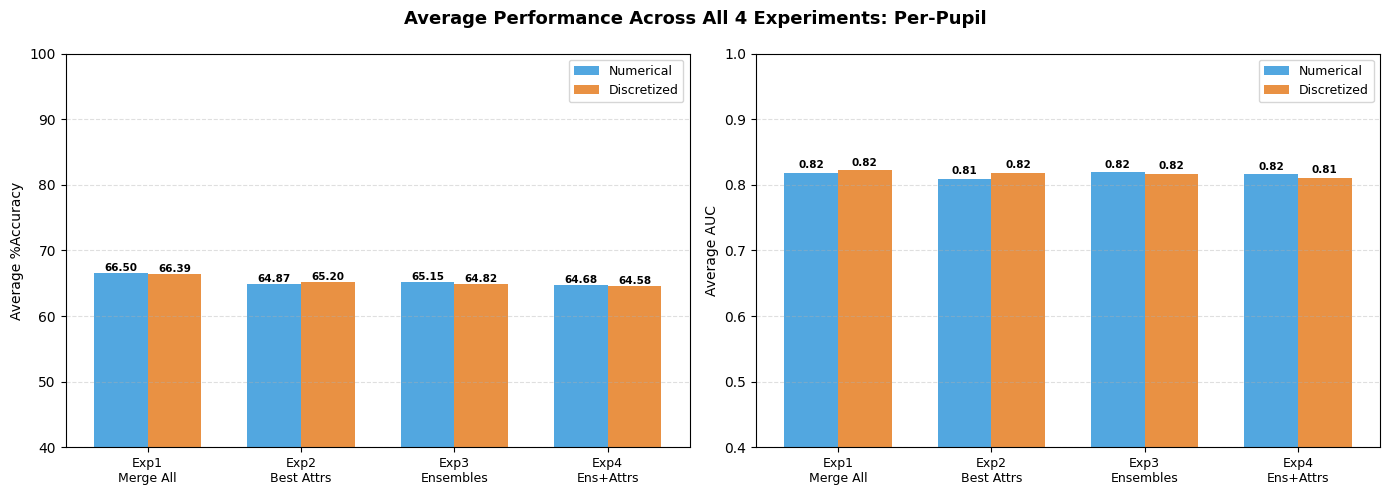 Average Performance Across All 4 Experiments: Per-Pupil
Average %Accuracy
100
90
80
70
60
50
40
Numerical
Discretized
66.50 66.39 64.87 65.20 65.15 64.82 64.68 64.58
Exp1 Exp2 Exp3 Exp4
Merge All Best Attrs Ensembles Ens+Attrs
Average AUC
1.0
0.9
0.8
0.7
0.6
0.5
0.4
Numerical
Discretized
0.82 0.82 0.81 0.82 0.82 0.82 0.82 0.81
Exp1 Exp2 Exp3 Exp4
Merge All Best Attrs Ensembles Ens+Attrs